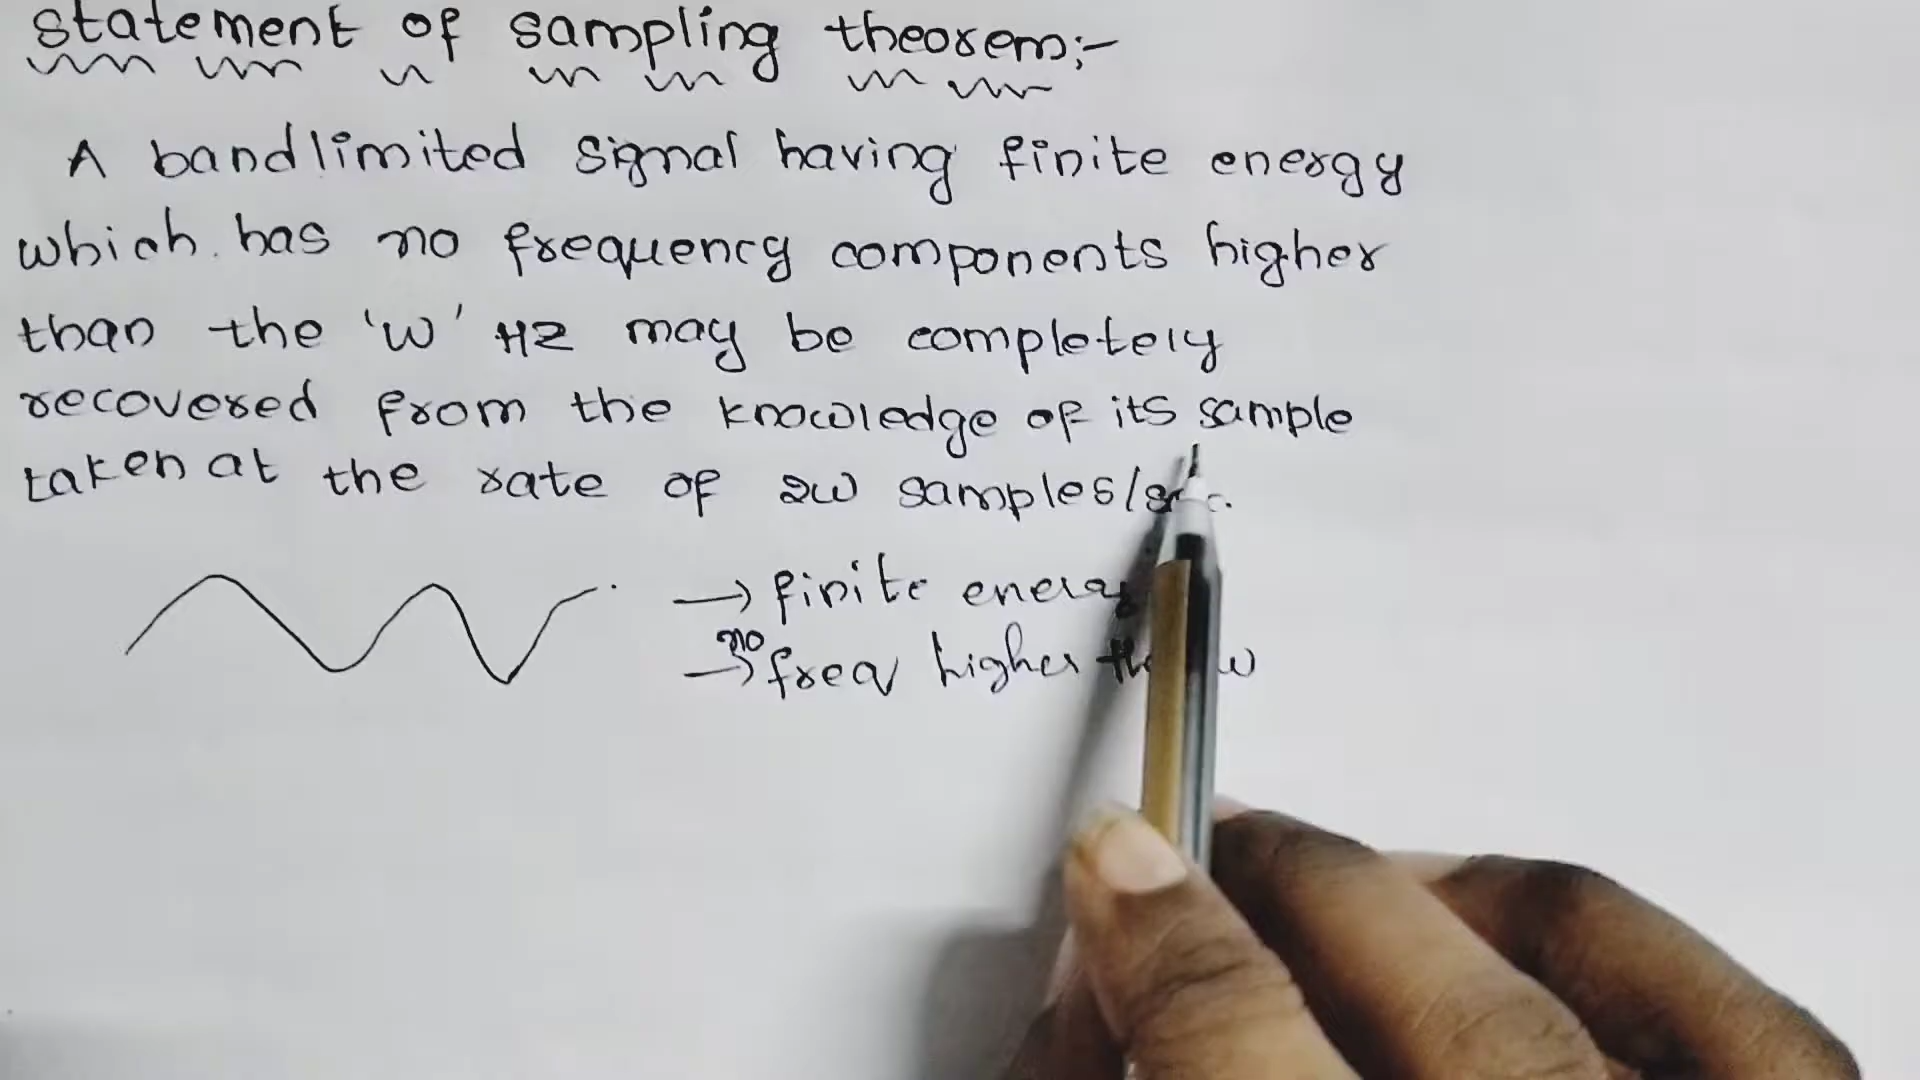 statement of sampling theorem:-
A bandlimited signal having finite energy
which has no frequency components higher
than the 'W' HZ may be completely
recovered from the knowledge of its sample
taken at the rate of 2W samples/
→ finite
→ no freq higher w